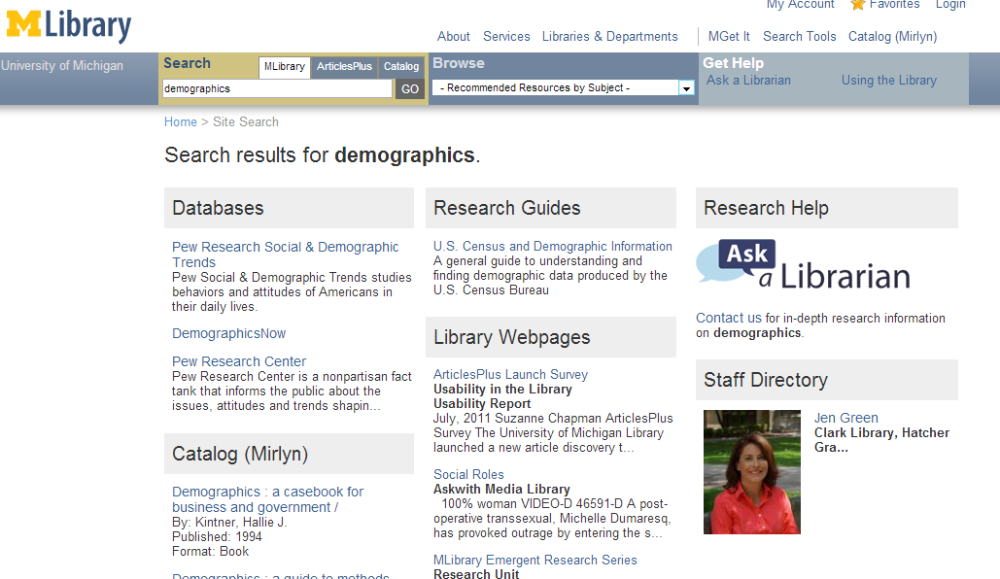 My Account Favorites Login
MLibrary
About Services Libraries & Departments MGet It Search Tools Catalog (Mirlyn)
University of Michigan
Search MLibrary ArticlesPlus Catalog
demographics GO
Browse
- Recommended Resources by Subject -
Get Help
Ask a Librarian Using the Library
Home > Site Search
Search results for demographics.
Databases
Pew Research Social & Demographic
Trends
Pew Social & Demographic Trends studies
behaviors and attitudes of Americans in
their daily lives.
DemographicsNow
Pew Research Center
Pew Research Center is a nonpartisan fact
tank that informs the public about the
issues, attitudes and trends shapin...
Catalog (Mirlyn)
Demographics : a casebook for
business and government /
By: Kintner, Hallie J.
Published: 1994
Format: Book
Demographics : a guide to methods
Research Guides
U.S. Census and Demographic Information
A general guide to understanding and
finding demographic data produced by the
U.S. Census Bureau
Library Webpages
ArticlesPlus Launch Survey
Usability in the Library
Usability Report
July, 2011 Suzanne Chapman ArticlesPlus
Survey The University of Michigan Library
launched a new article discovery t...
Social Roles
Askwith Media Library
100% woman VIDEO-D 46591-D A post-
operative transsexual, Michelle Dumaresq,
has provoked outrage by entering the s...
MLibrary Emergent Research Series
Research Unit
Research Help
Ask
a Librarian
Contact us for in-depth research information
on demographics.
Staff Directory
Jen Green
Clark Library, Hatcher
Gra...